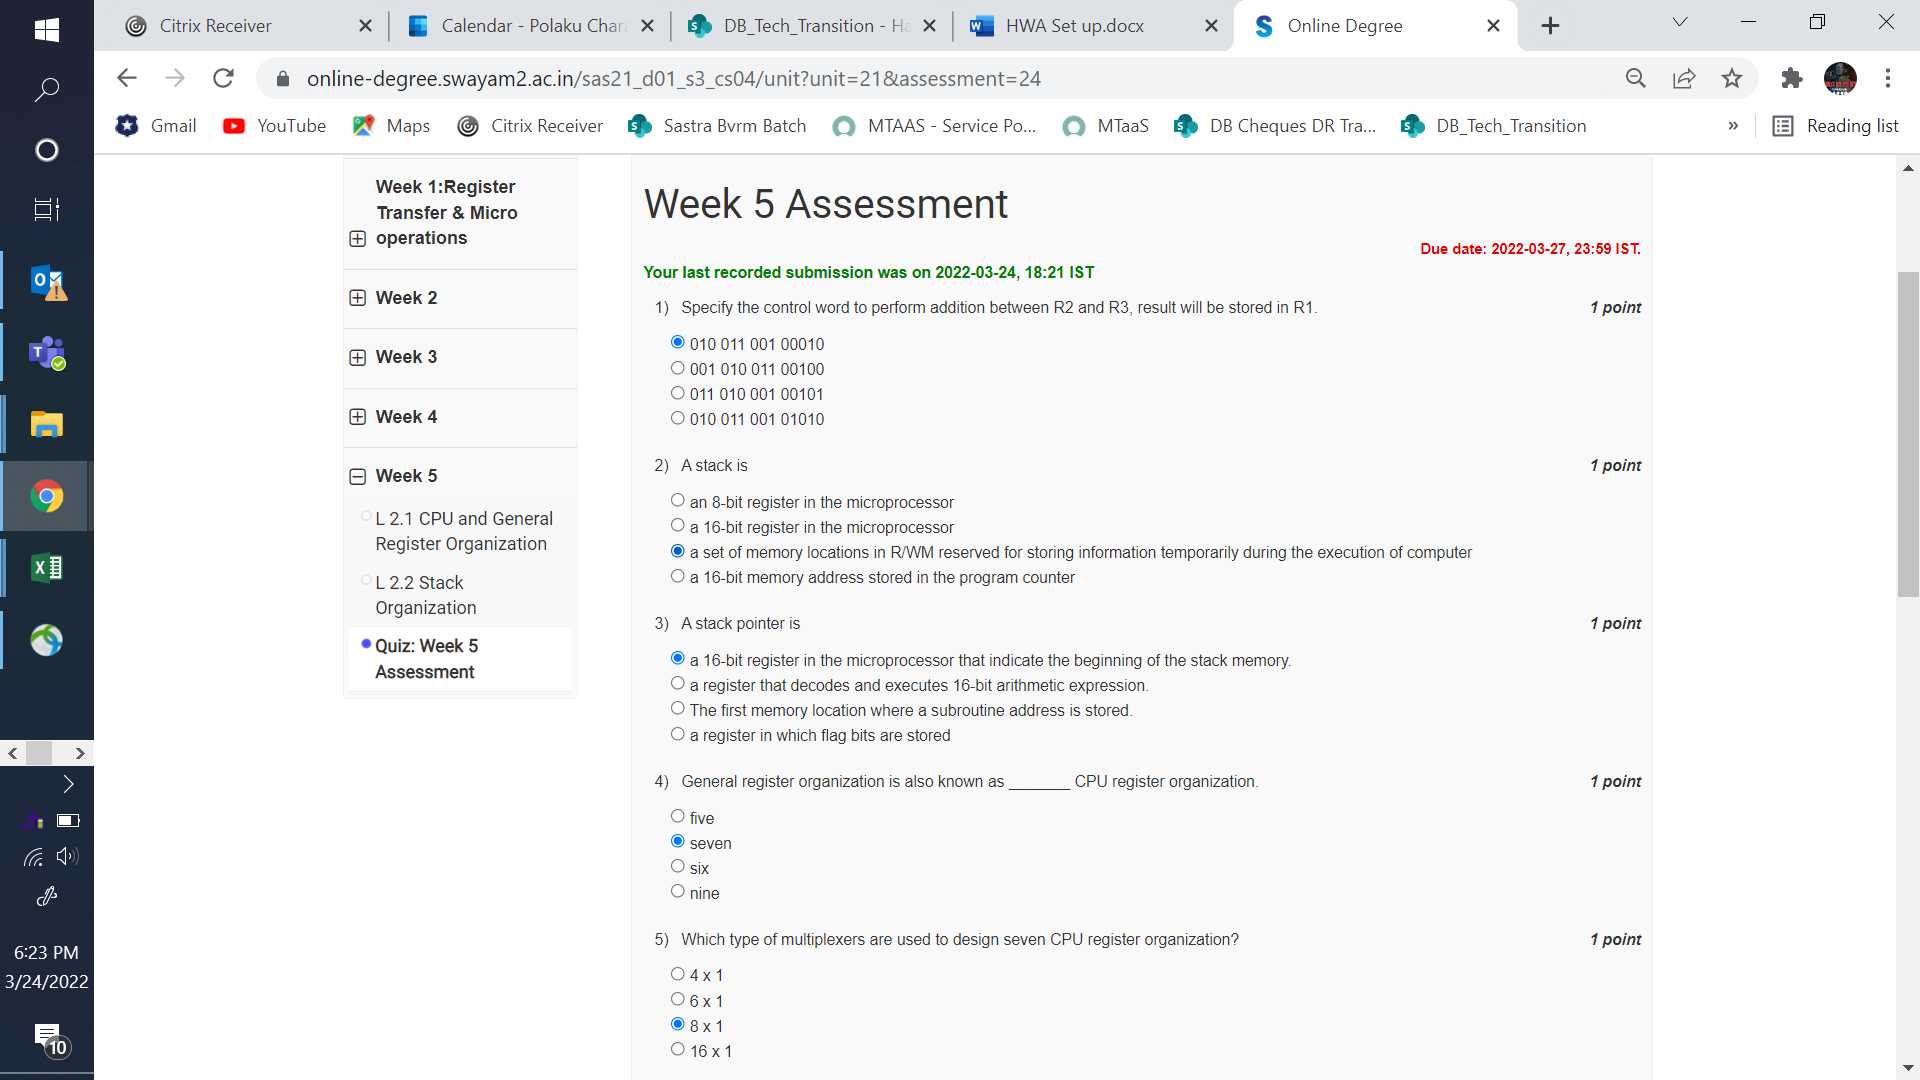 Citrix Receiver
Calendar - Polaku Chara
DB_Tech_Transition - Ha
HWA Set up.docx
Online Degree
online-degree.swayam2.ac.in/sas21_d01_s3_cs04/unit?unit=21&assessment=24
Gmail
YouTube
Maps
Citrix Receiver
Sastra Bvrm Batch
MTAAS - Service Po...
MTaaS
DB Cheques DR Tra...
DB_Tech_Transition
»
Reading list
Week 1:Register
Transfer & Micro
operations
Week 2
Week 3
Week 4
Week 5
L 2.1 CPU and General
Register Organization
L 2.2 Stack
Organization
Quiz: Week 5
Assessment
Week 5 Assessment
Due date: 2022-03-27, 23:59 IST.
Your last recorded submission was on 2022-03-24, 18:21 IST
1) Specify the control word to perform addition between R2 and R3, result will be stored in R1. 1 point
010 011 001 00010
001 010 011 00100
011 010 001 00101
010 011 001 01010
2) A stack is 1 point
an 8-bit register in the microprocessor
a 16-bit register in the microprocessor
a set of memory locations in R/WM reserved for storing information temporarily during the execution of computer
a 16-bit memory address stored in the program counter
3) A stack pointer is 1 point
a 16-bit register in the microprocessor that indicate the beginning of the stack memory.
a register that decodes and executes 16-bit arithmetic expression.
The first memory location where a subroutine address is stored.
a register in which flag bits are stored
4) General register organization is also known as _______ CPU register organization. 1 point
five
seven
six
nine
5) Which type of multiplexers are used to design seven CPU register organization? 1 point
4 x 1
6 x 1
8 x 1
16 x 1
6:23 PM
3/24/2022
10